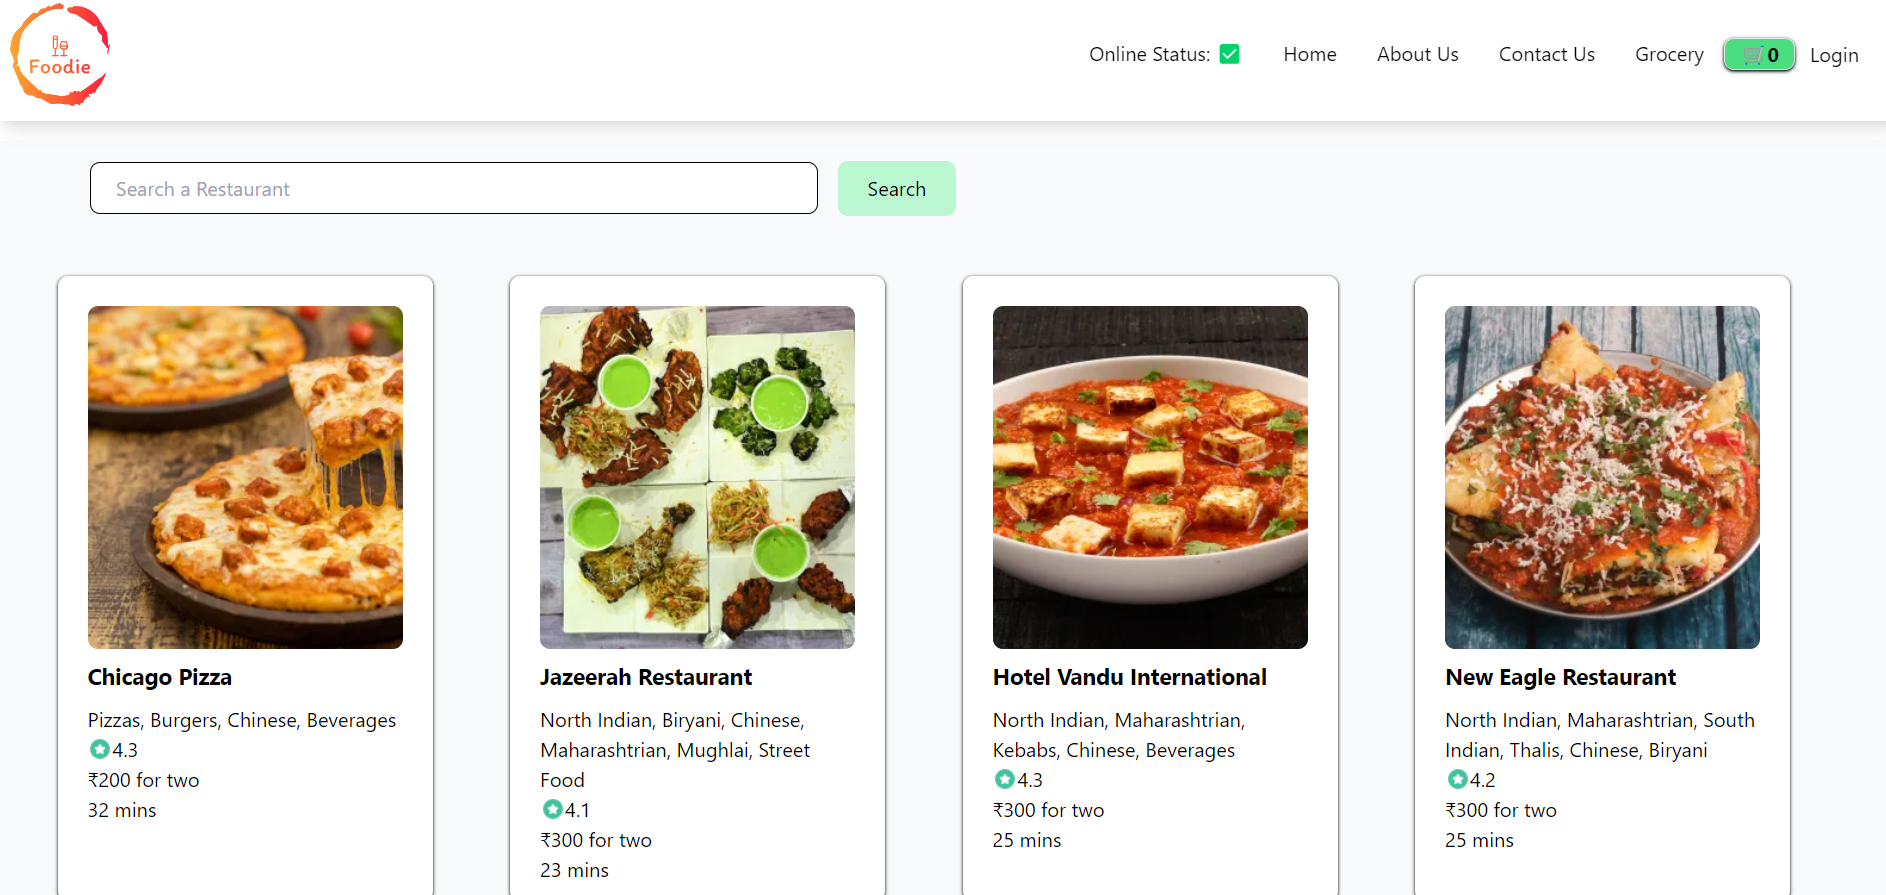 Foodie
Online Status: ✅ Home About Us Contact Us Grocery 🛒0 Login
Search a Restaurant Search
Chicago Pizza
Pizzas, Burgers, Chinese, Beverages
4.3
₹200 for two
32 mins
Jazeerah Restaurant
North Indian, Biryani, Chinese,
Maharashtrian, Mughlai, Street
Food
4.1
₹300 for two
23 mins
Hotel Vandu International
North Indian, Maharashtrian,
Kebabs, Chinese, Beverages
4.3
₹300 for two
25 mins
New Eagle Restaurant
North Indian, Maharashtrian, South
Indian, Thalis, Chinese, Biryani
4.2
₹300 for two
25 mins